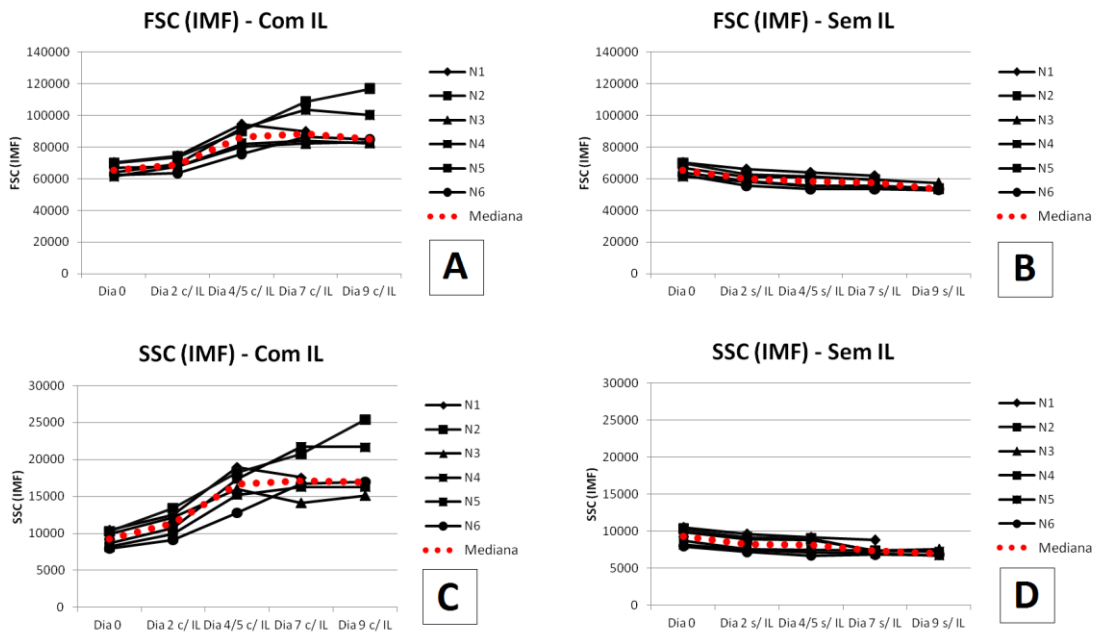 FSC (IMF) - Com IL
140000
120000
100000
80000
60000
40000
20000
0
FSC (IMF)
Dia 0 Dia 2 c/ IL Dia 4/5 c/ IL Dia 7 c/ IL Dia 9 c/ IL
N1
N2
N3
N4
N5
N6
Mediana
A
FSC (IMF) - Sem IL
140000
120000
100000
80000
60000
40000
20000
0
FSC (IMF)
Dia 0 Dia 2 s/ IL Dia 4/5 s/ IL Dia 7 s/ IL Dia 9 s/ IL
N1
N2
N3
N4
N5
N6
Mediana
B
SSC (IMF) - Com IL
30000
25000
20000
15000
10000
5000
0
SSC (IMF)
Dia 0 Dia 2 c/ IL Dia 4/5 c/ IL Dia 7 c/ IL Dia 9 c/ IL
N1
N2
N3
N4
N5
N6
Mediana
C
SSC (IMF) - Sem IL
30000
25000
20000
15000
10000
5000
0
SSC (IMF)
Dia 0 Dia 2 s/ IL Dia 4/5 s/ IL Dia 7 s/ IL Dia 9 s/ IL
N1
N2
N3
N4
N5
N6
Mediana
D